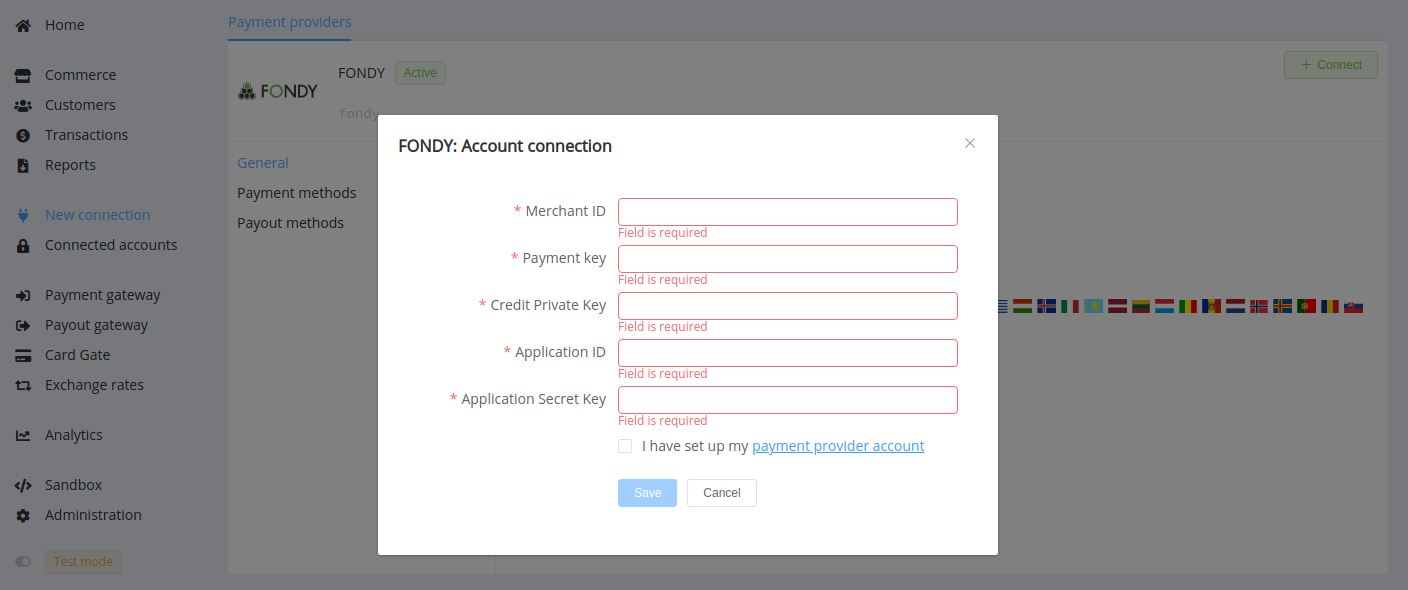 Home
Commerce
Customers
Transactions
Reports
New connection
Connected accounts
Payment gateway
Payout gateway
Card Gate
Exchange rates
Analytics
Sandbox
Administration
Test mode
Payment providers
FONDY
FONDY Active
fondy
+ Connect
General
Payment methods
Payout methods
FONDY: Account connection
* Merchant ID
Field is required
* Payment key
Field is required
* Credit Private Key
Field is required
* Application ID
Field is required
* Application Secret Key
Field is required
I have set up my payment provider account
Save Cancel